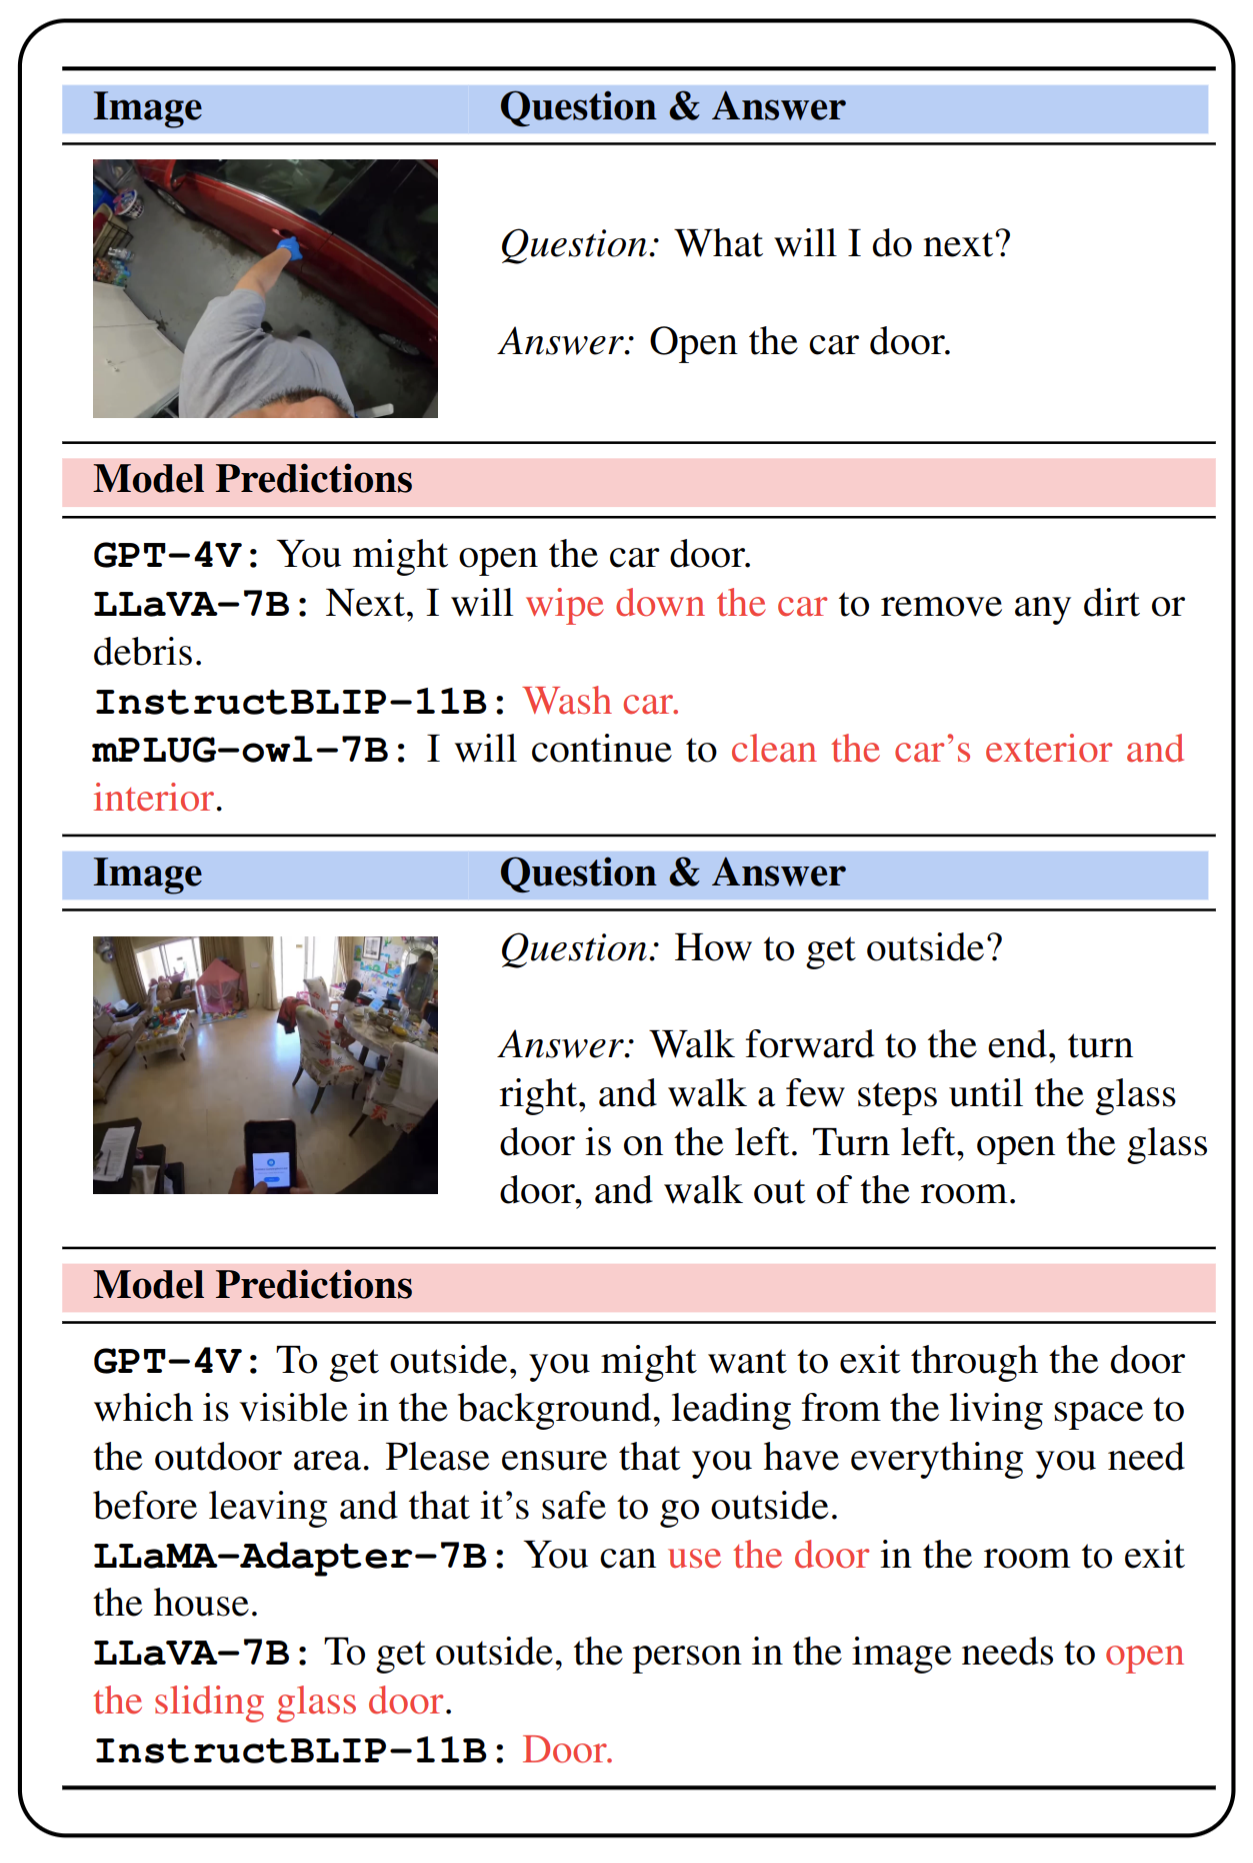 Image Question & Answer
Question: What will I do next?
Answer: Open the car door.
Model Predictions
GPT-4V: You might open the car door.
LLaVA-7B: Next, I will wipe down the car to remove any dirt or
debris.
InstructBLIP-11B: Wash car.
mPLUG-owl-7B: I will continue to clean the car's exterior and
interior.
Image Question & Answer
Question: How to get outside?
Answer: Walk forward to the end, turn
right, and walk a few steps until the glass
door is on the left. Turn left, open the glass
door, and walk out of the room.
Model Predictions
GPT-4V: To get outside, you might want to exit through the door
which is visible in the background, leading from the living space to
the outdoor area. Please ensure that you have everything you need
before leaving and that it's safe to go outside.
LLaMA-Adapter-7B: You can use the door in the room to exit
the house.
LLaVA-7B: To get outside, the person in the image needs to open
the sliding glass door.
InstructBLIP-11B: Door.